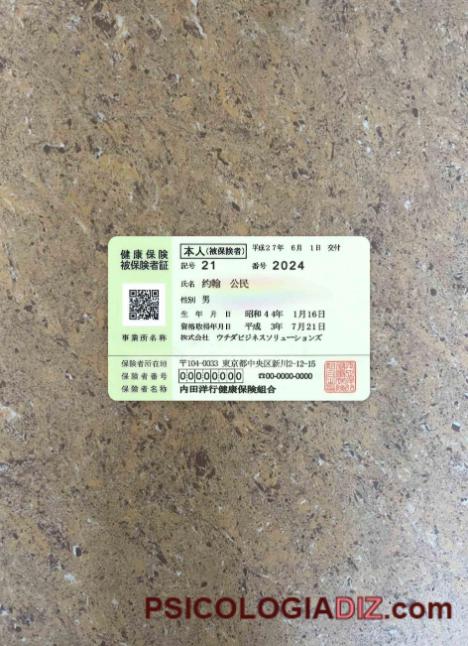 健康保険
被保険者証
本人(被保険者) 平成27年 6月 1日 交付
記号 21 番号 2024
氏名 約翰 公民
性別 男
生年月日 昭和44年 1月16日
資格取得年月日 平成 3年 7月21日
事業所名称 株式会社 ウチダビジネスソリューションズ
保険者所在地 〒104-0033 東京都中央区新川2-12-15
保険者番号 00000000 ☎00-0000-0000
保険者名称 内田洋行健康保険組合
PSICOLOGIADIZ.com